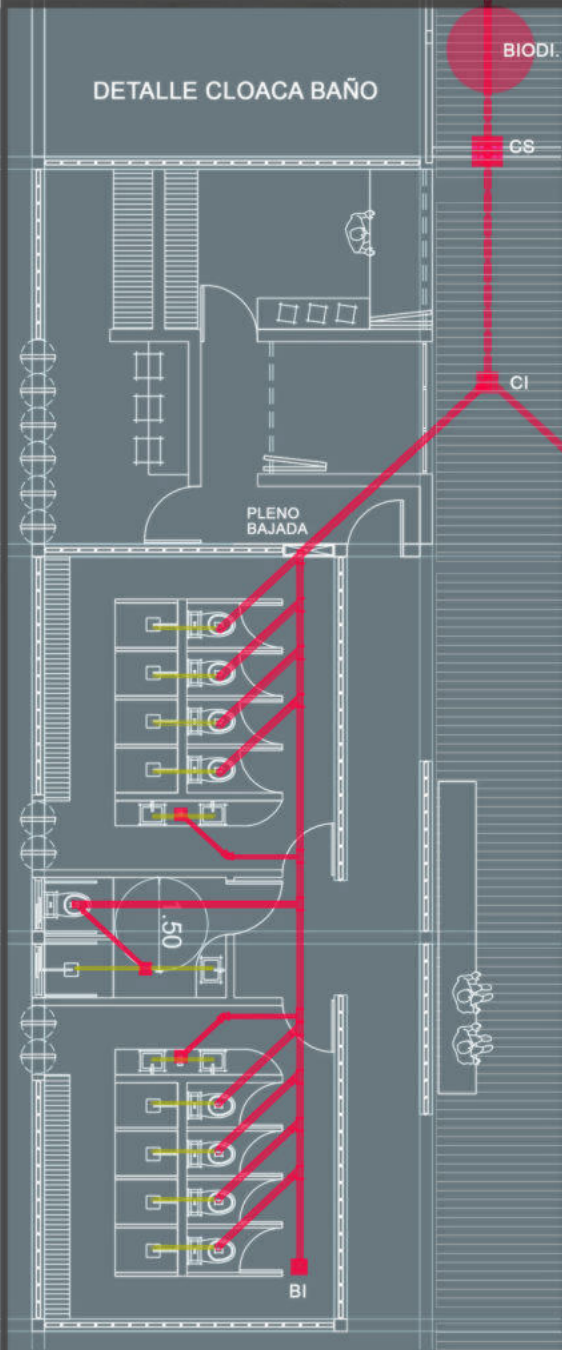 BIODI.
DETALLE CLOACA BAÑO
CS
CI
PLENO
BAJADA
1.50
BI